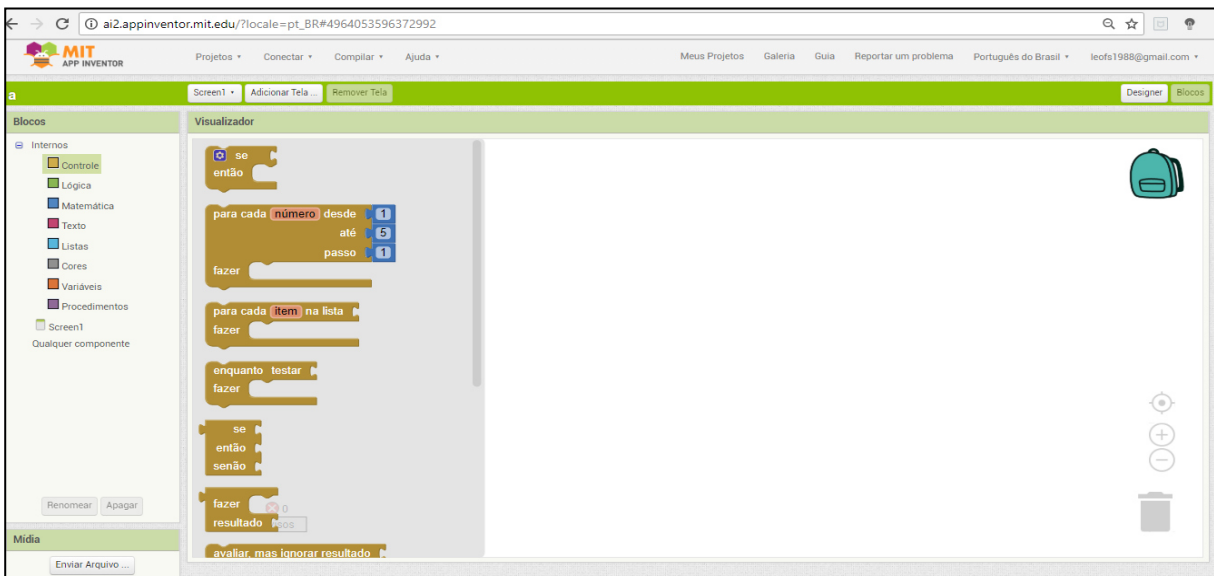 ai2.appinventor.mit.edu/?locale=pt_BR#4964053596372992
MIT
APP INVENTOR
Projetos Conectar Compilar Ajuda
Meus Projetos Galeria Guia Reportar um problema Português do Brasil leofs1988@gmail.com
a
Screen1 Adicionar Tela ... Remover Tela
Designer Blocos
Blocos
Internos
Controle
Lógica
Matemática
Texto
Listas
Cores
Variáveis
Procedimentos
Screen1
Qualquer componente
Renomear Apagar
Mídia
Enviar Arquivo ...
Visualizador
se
então
para cada número desde 1
até 5
passo 1
fazer
para cada item na lista
fazer
enquanto testar
fazer
se
então
senão
fazer
0
resultado
avaliar, mas ignorar resultado